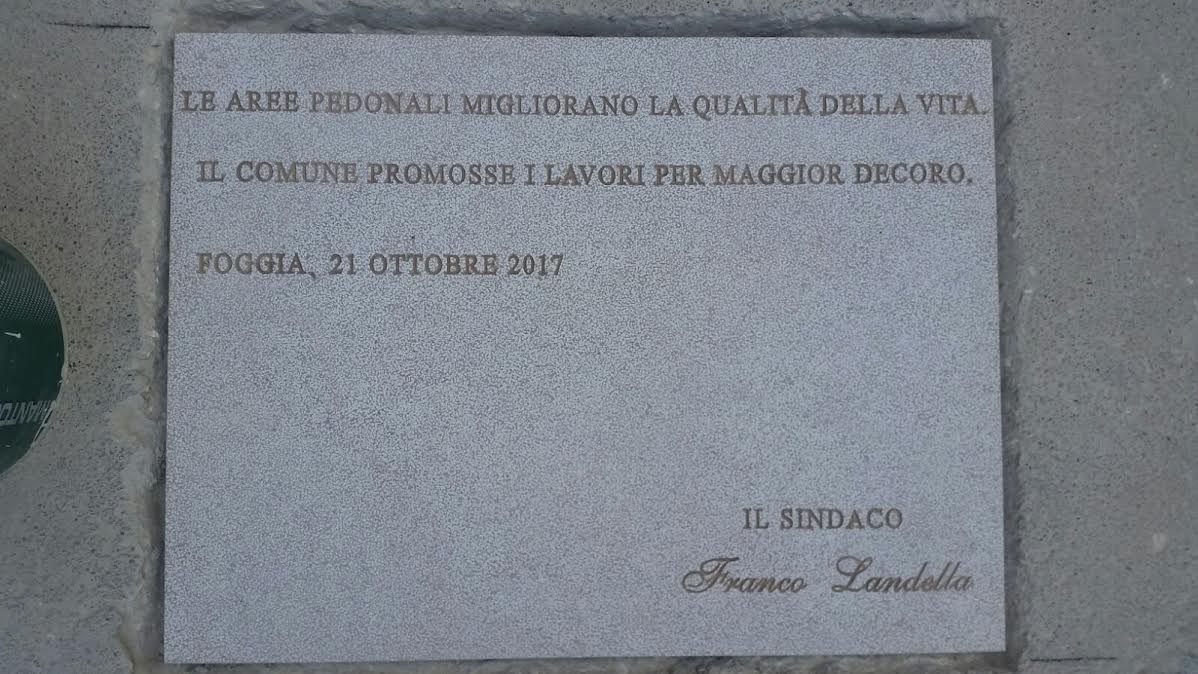 LE AREE PEDONALI MIGLIORANO LA QUALITÀ DELLA VITA.
IL COMUNE PROMOSSE I LAVORI PER MAGGIOR DECORO.
FOGGIA, 21 OTTOBRE 2017
IL SINDACO
Franco Landella